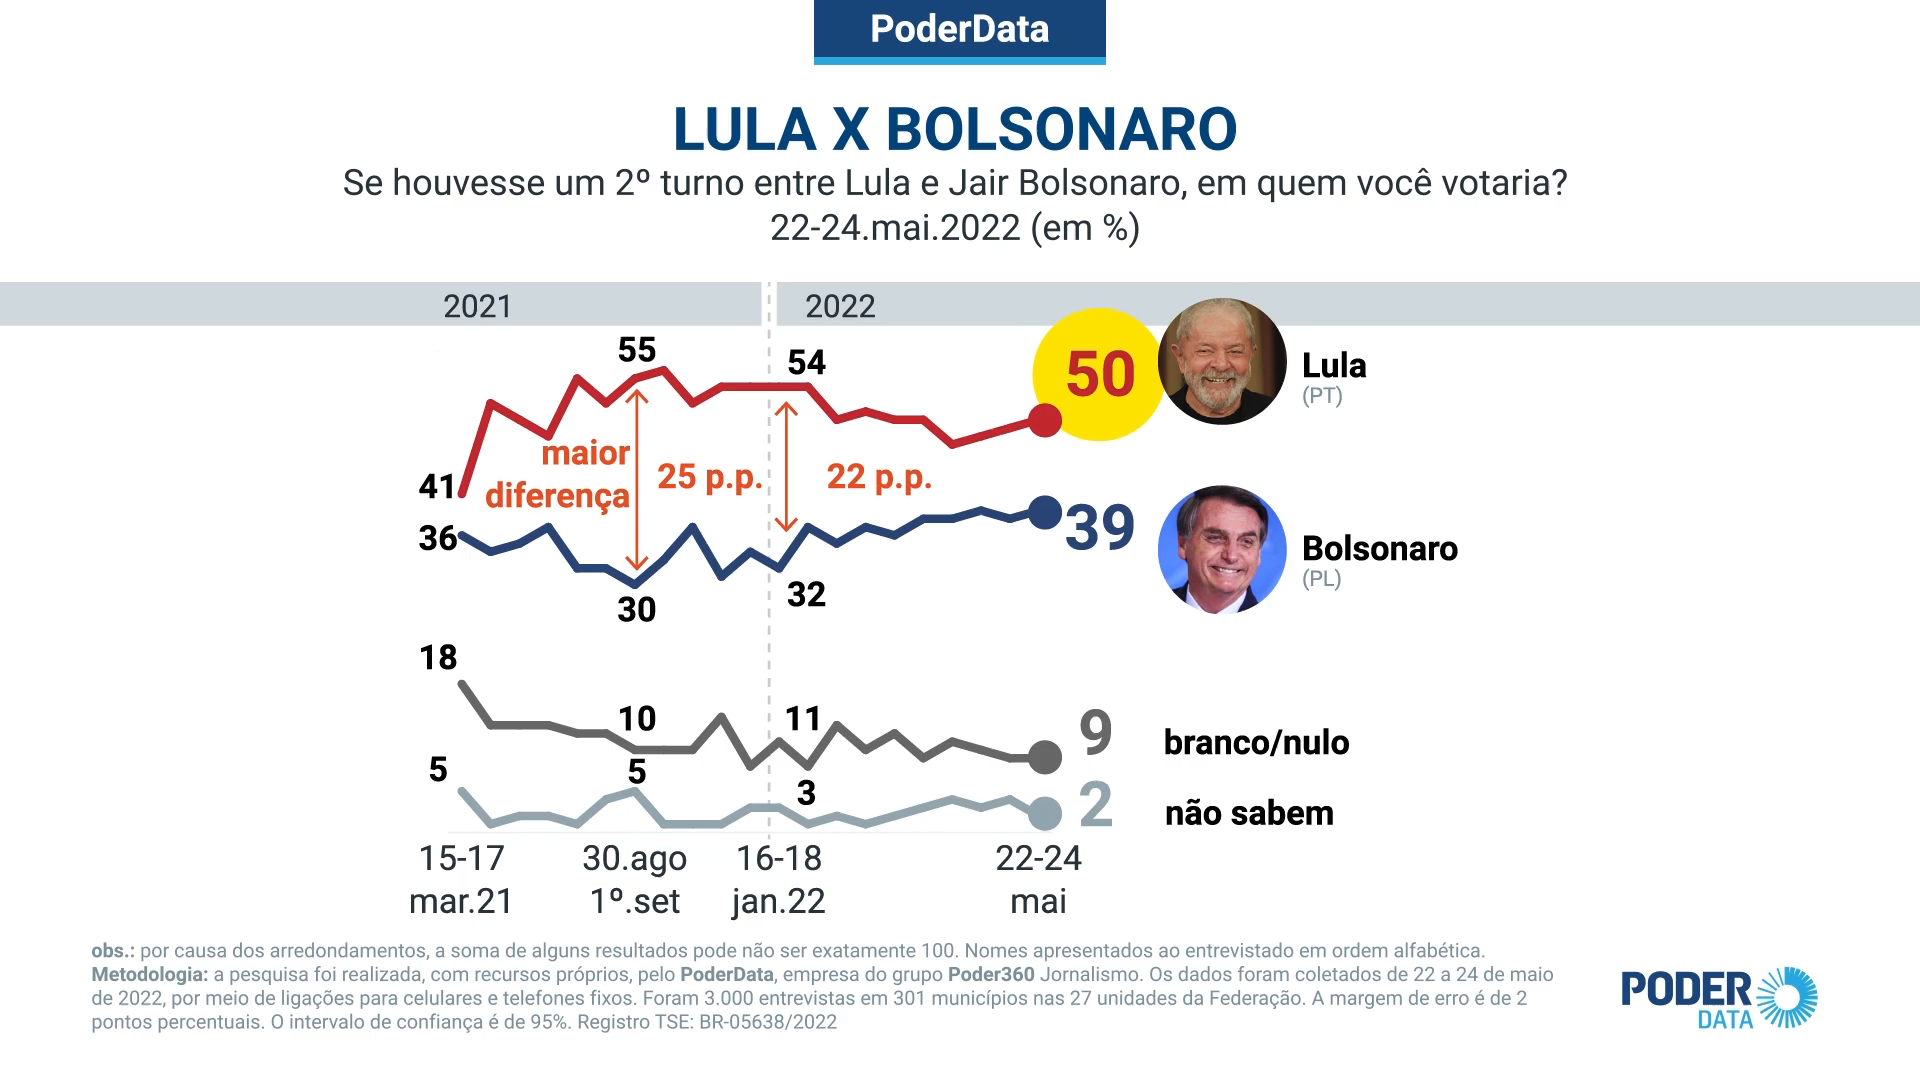 PoderData
LULA X BOLSONARO
Se houvesse um 2º turno entre Lula e Jair Bolsonaro, em quem você votaria?
22-24.mai.2022 (em %)
2021
2022
55
54
50
Lula
(PT)
41
maior
diferença
25 p.p.
22 p.p.
36
39
Bolsonaro
(PL)
30
32
18
10
11
9
branco/nulo
5
5
3
2
não sabem
15-17
mar.21
30.ago
1º.set
16-18
jan.22
22-24
mai
obs.: por causa dos arredondamentos, a soma de alguns resultados pode não ser exatamente 100. Nomes apresentados ao entrevistado em ordem alfabética.
Metodologia: a pesquisa foi realizada, com recursos próprios, pelo PoderData, empresa do grupo Poder360 Jornalismo. Os dados foram coletados de 22 a 24 de maio
de 2022, por meio de ligações para celulares e telefones fixos. Foram 3.000 entrevistas em 301 municípios nas 27 unidades da Federação. A margem de erro é de 2
pontos percentuais. O intervalo de confiança é de 95%. Registro TSE: BR-05638/2022
PODER
DATA